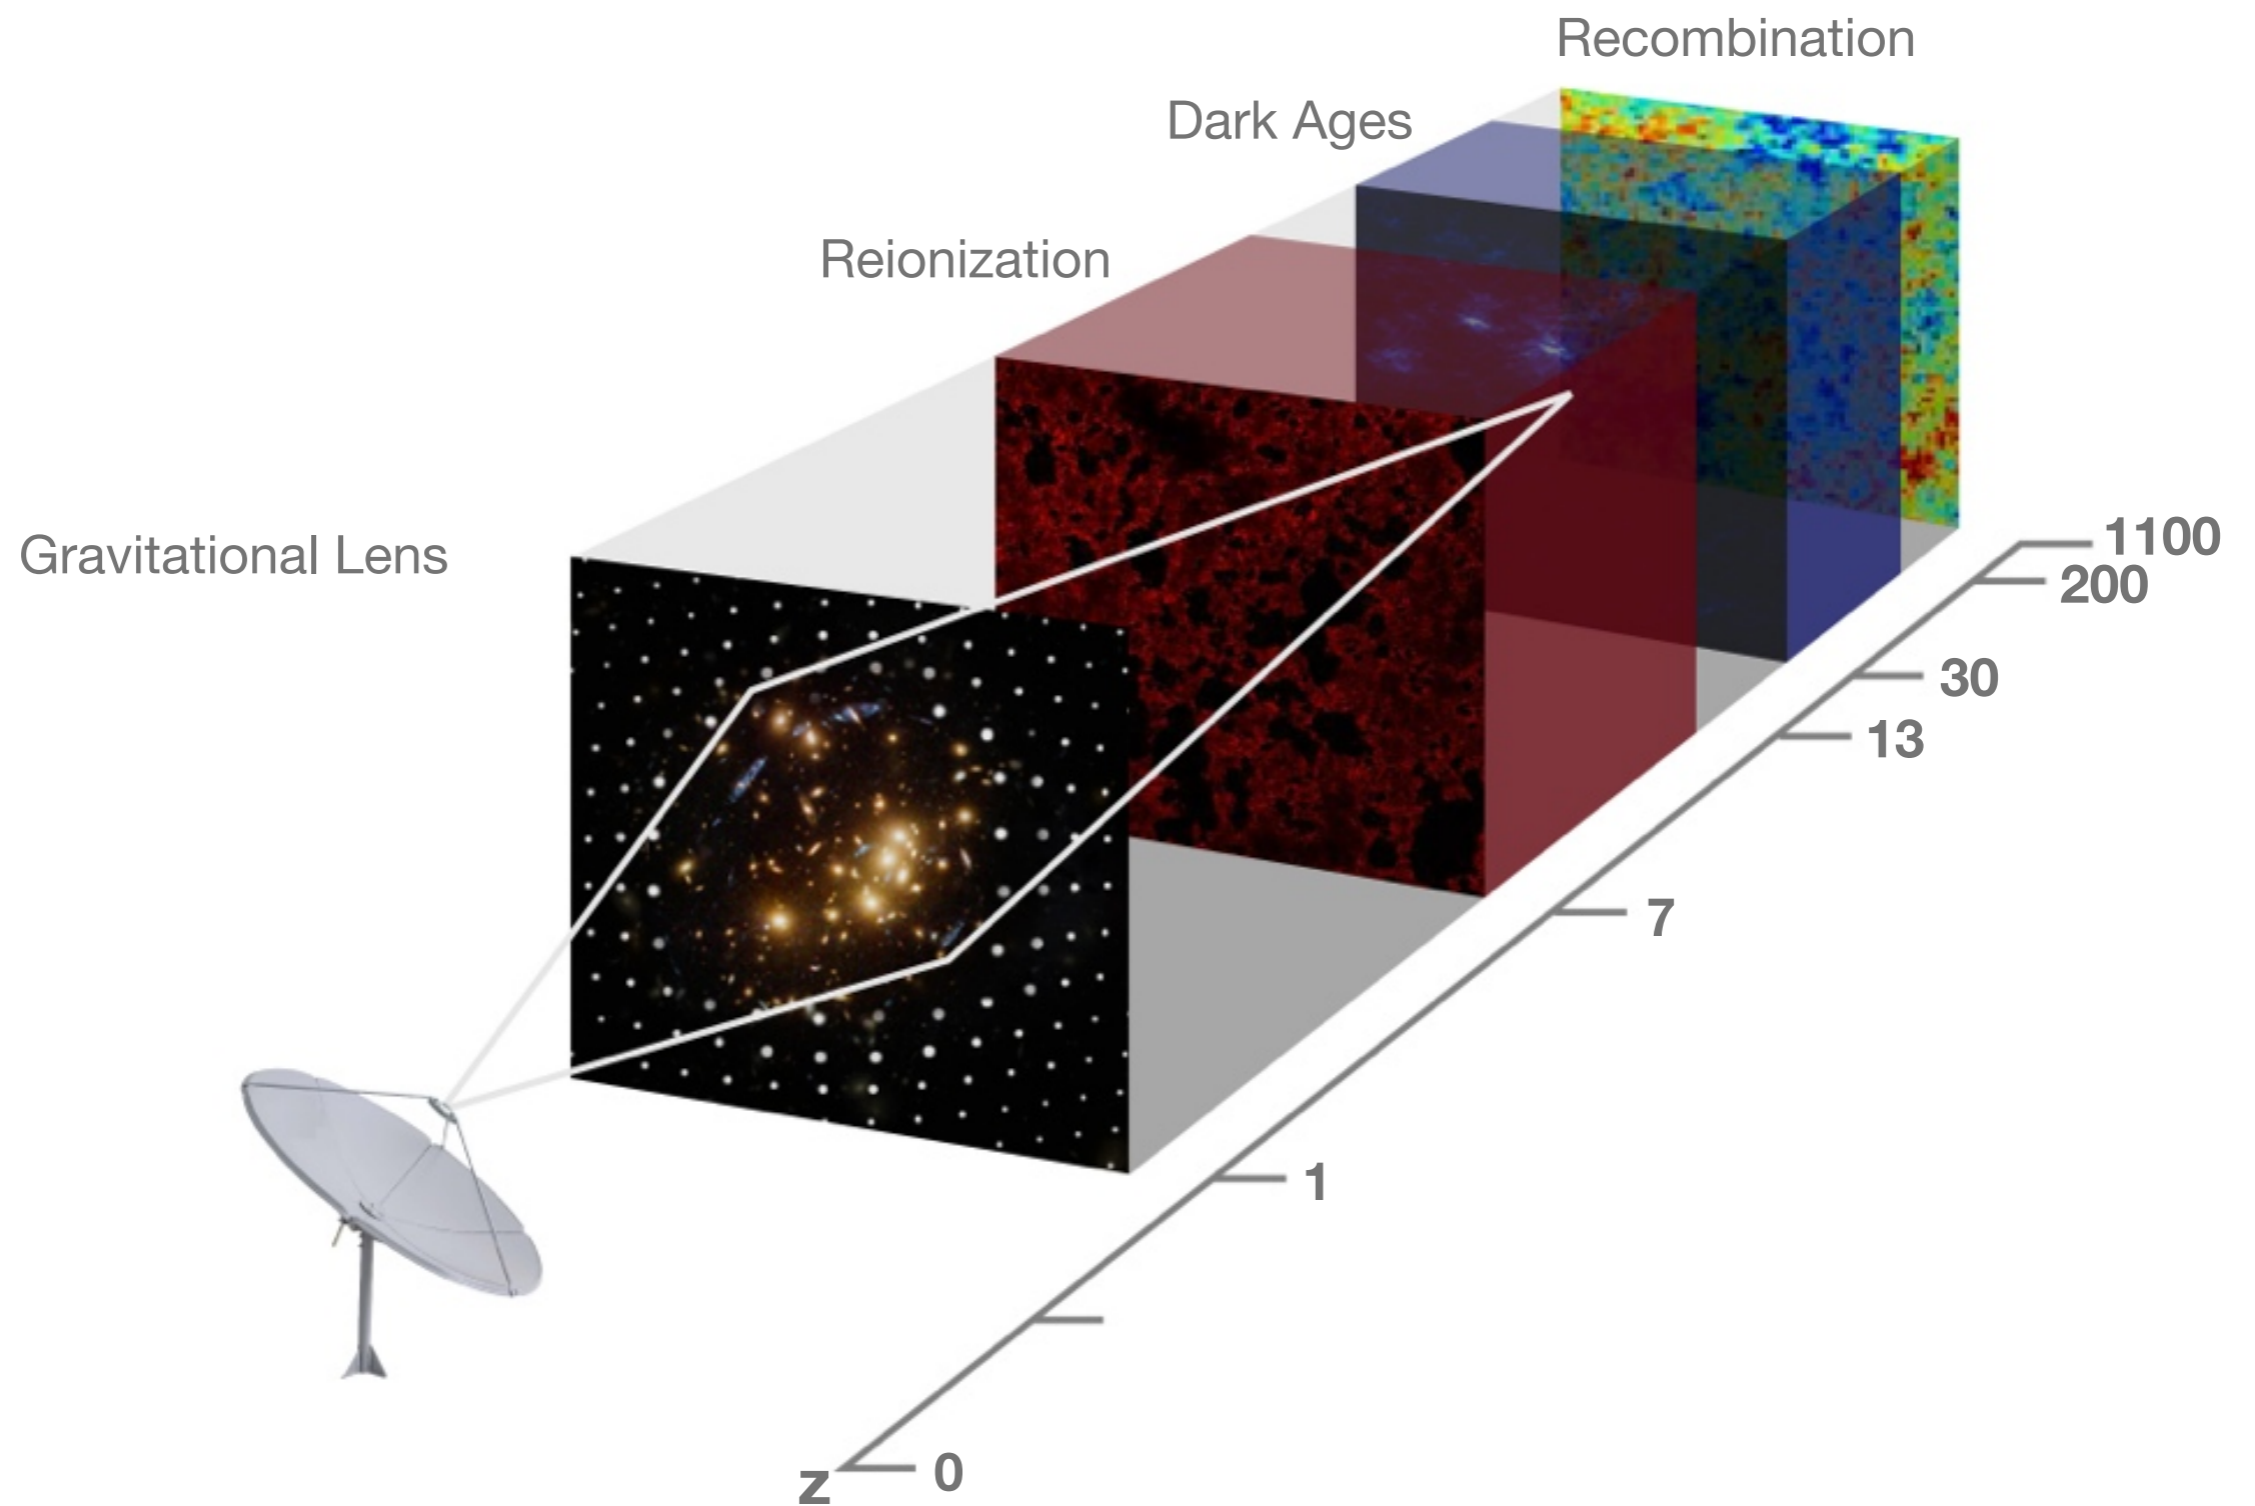 Recombination
Dark Ages
Reionization
Gravitational Lens
1100
200
30
13
7
1
0
z